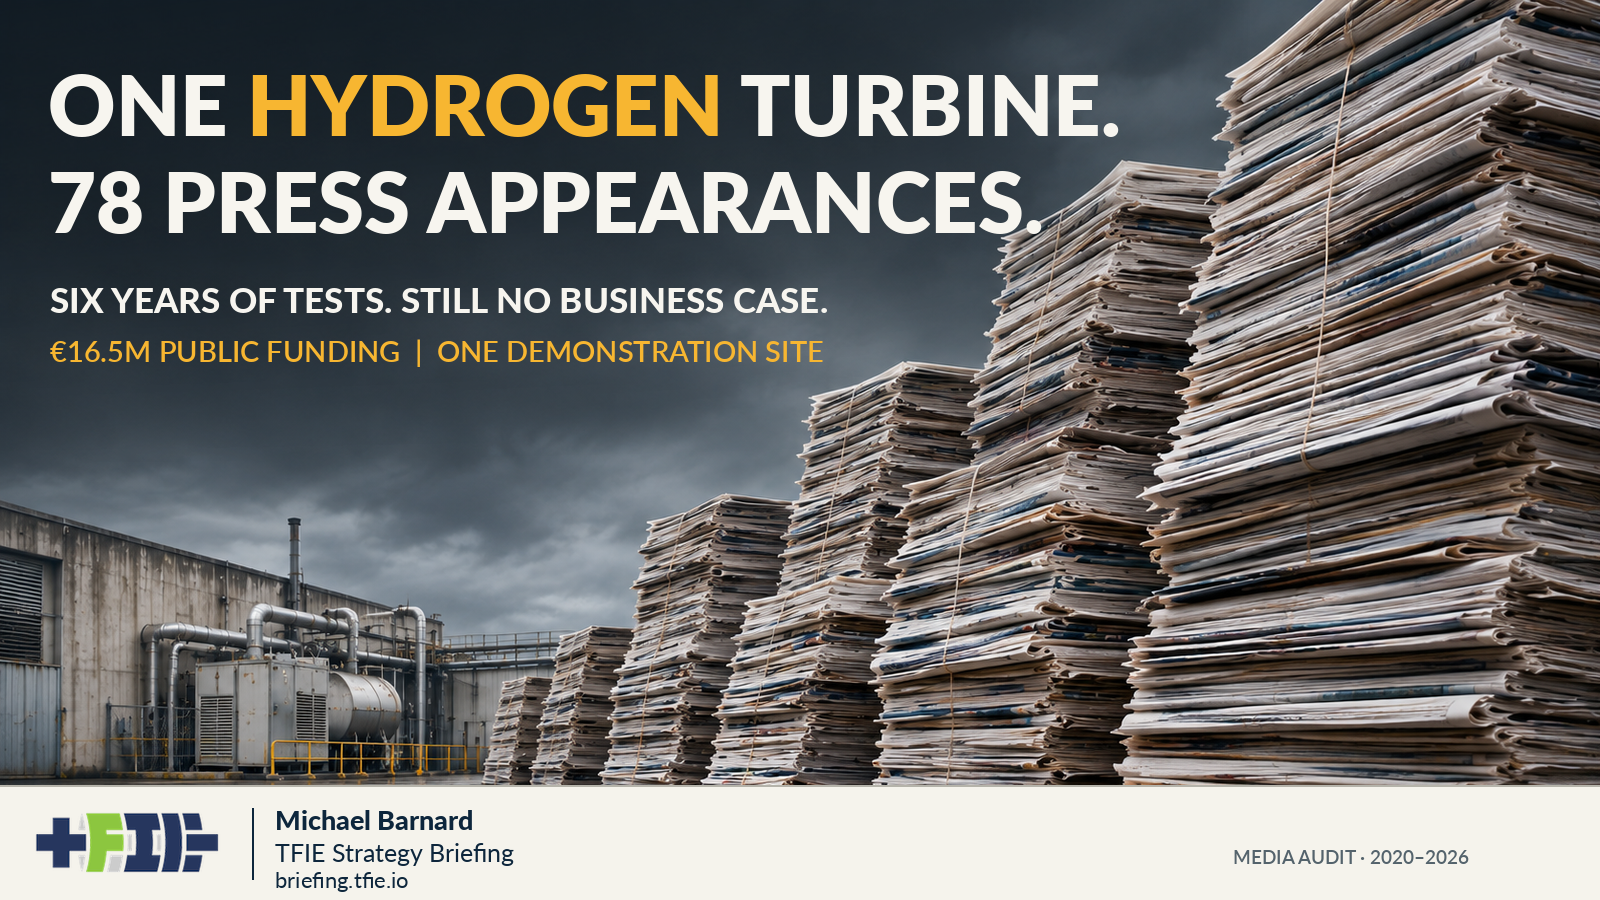 ONE HYDROGEN TURBINE.
78 PRESS APPEARANCES.
SIX YEARS OF TESTS. STILL NO BUSINESS CASE.
€16.5M PUBLIC FUNDING | ONE DEMONSTRATION SITE
TFIE
Michael Barnard
TFIE Strategy Briefing
briefing.tfie.io
MEDIA AUDIT · 2020–2026